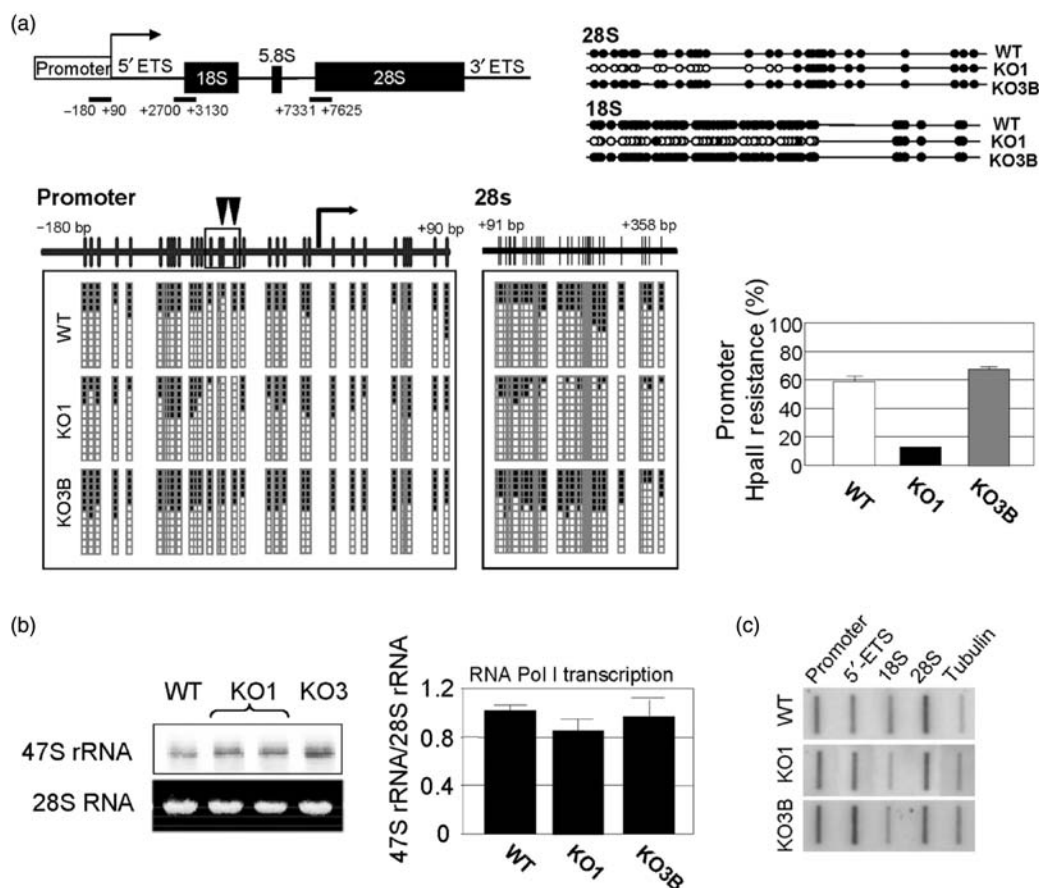 (a)
Promoter
5′ ETS
18S
5.8S
28S
3′ ETS
−180
+90
+2700
+3130
+7331
+7625
28S
WT
KO1
KO3B
18S
WT
KO1
KO3B
Promoter
−180 bp
+90 bp
WT
KO1
KO3B
28s
+91 bp
+358 bp
Promoter
HpaII resistance (%)
100
80
60
40
20
0
WT
KO1
KO3B
(b)
WT
KO1
KO3
47S rRNA
28S RNA
47S rRNA/28S rRNA
RNA Pol I transcription
1.2
0.8
0.4
0
WT
KO1
KO3B
(c)
Promoter
5′-ETS
18S
28S
Tubulin
WT
KO1
KO3B